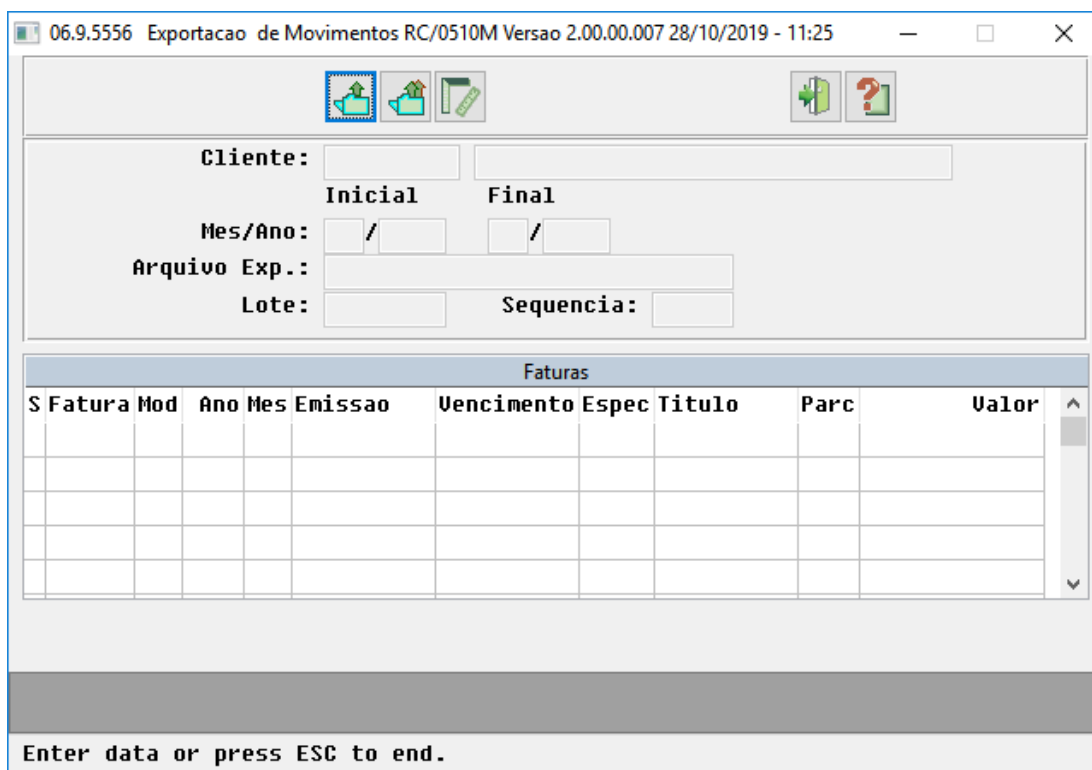 06.9.5556 Exportacao de Movimentos RC/0510M Versao 2.00.00.007 28/10/2019 - 11:25
Cliente:
Inicial Final
Mes/Ano: / /
Arquivo Exp.:
Lote: Sequencia:
Faturas
S Fatura Mod Ano Mes Emissao Vencimento Espec Titulo Parc Valor
Enter data or press ESC to end.